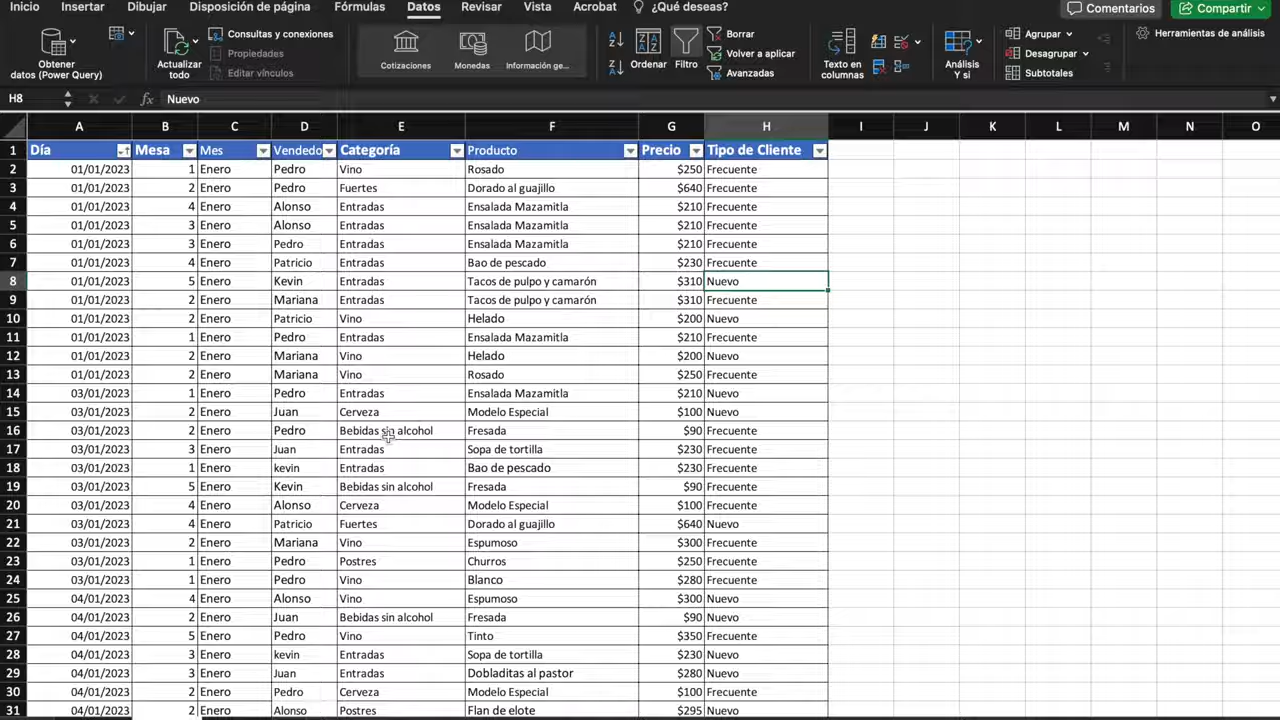 Inicio Insertar Dibujar Disposición de página Fórmulas Datos Revisar Vista Acrobat ¿Qué deseas? Comentarios Compartir
Obtener datos (Power Query) Actualizar todo Consultas y conexiones Propiedades Editar vínculos Cotizaciones Monedas Información ge... Ordenar Filtro Borrar Volver a aplicar Avanzadas Texto en columnas Análisis Y si Agrupar Desagrupar Subtotales Herramientas de análisis
H8 fx Nuevo
A B C D E F G H I J K L M N O
1 Día Mesa Mes Vendedo Categoría Producto Precio Tipo de Cliente
2 01/01/2023 1 Enero Pedro Vino Rosado $250 Frecuente
3 01/01/2023 2 Enero Pedro Fuertes Dorado al guajillo $640 Frecuente
4 01/01/2023 4 Enero Alonso Entradas Ensalada Mazamitla $210 Frecuente
5 01/01/2023 3 Enero Alonso Entradas Ensalada Mazamitla $210 Frecuente
6 01/01/2023 3 Enero Pedro Entradas Ensalada Mazamitla $210 Frecuente
7 01/01/2023 4 Enero Patricio Entradas Bao de pescado $230 Frecuente
8 01/01/2023 5 Enero Kevin Entradas Tacos de pulpo y camarón $310 Nuevo
9 01/01/2023 2 Enero Mariana Entradas Tacos de pulpo y camarón $310 Frecuente
10 01/01/2023 2 Enero Patricio Vino Helado $200 Nuevo
11 01/01/2023 1 Enero Pedro Entradas Ensalada Mazamitla $210 Frecuente
12 01/01/2023 2 Enero Mariana Vino Helado $200 Nuevo
13 01/01/2023 2 Enero Mariana Vino Rosado $250 Frecuente
14 03/01/2023 1 Enero Pedro Entradas Ensalada Mazamitla $210 Nuevo
15 03/01/2023 2 Enero Juan Cerveza Modelo Especial $100 Nuevo
16 03/01/2023 2 Enero Pedro Bebidas sin alcohol Fresada $90 Frecuente
17 03/01/2023 3 Enero Juan Entradas Sopa de tortilla $230 Frecuente
18 03/01/2023 1 Enero kevin Entradas Bao de pescado $230 Frecuente
19 03/01/2023 5 Enero Kevin Bebidas sin alcohol Fresada $90 Frecuente
20 03/01/2023 4 Enero Alonso Cerveza Modelo Especial $100 Frecuente
21 03/01/2023 4 Enero Patricio Fuertes Dorado al guajillo $640 Nuevo
22 03/01/2023 2 Enero Mariana Vino Espumoso $300 Nuevo
23 03/01/2023 1 Enero Pedro Postres Churros $250 Frecuente
24 03/01/2023 1 Enero Pedro Vino Blanco $280 Frecuente
25 04/01/2023 4 Enero Alonso Vino Espumoso $300 Nuevo
26 04/01/2023 2 Enero Juan Bebidas sin alcohol Fresada $90 Nuevo
27 04/01/2023 5 Enero Pedro Vino Tinto $350 Frecuente
28 04/01/2023 3 Enero kevin Entradas Sopa de tortilla $230 Nuevo
29 04/01/2023 3 Enero Juan Entradas Dobladitas al pastor $280 Nuevo
30 04/01/2023 2 Enero Pedro Cerveza Modelo Especial $100 Frecuente
31 04/01/2023 2 Enero Alonso Postres Flan de elote $295 Nuevo